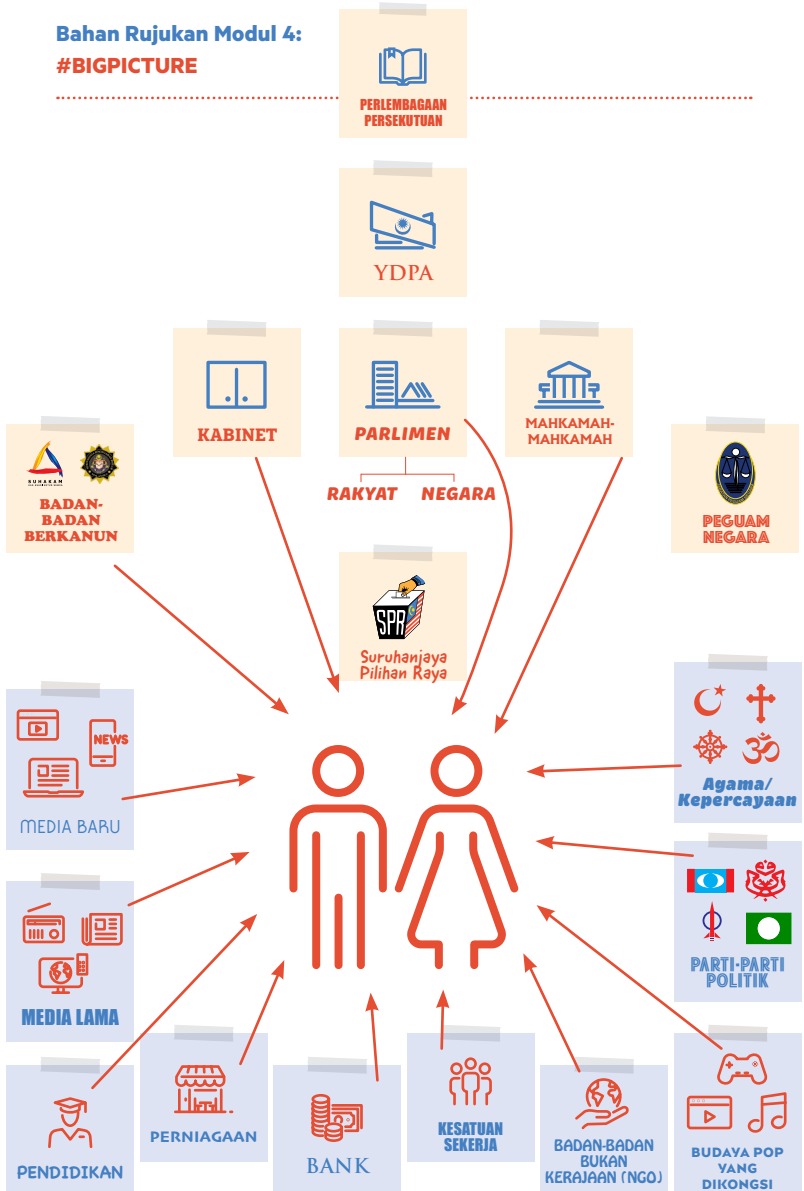 Bahan Rujukan Modul 4:
#BIGPICTURE
PERLEMBAGAAN
PERSEKUTUAN
YDPA
KABINET
PARLIMEN
RAKYAT NEGARA
MAHKAMAH-
MAHKAMAH
SUHAKAM
BADAN-
BADAN
BERKANUN
PEGUAM
NEGARA
SPR
Suruhanjaya
Pilihan Raya
NEWS
MEDIA BARU
Agama/
Kepercayaan
MEDIA LAMA
PARTI-PARTI
POLITIK
PENDIDIKAN
PERNIAGAAN
BANK
KESATUAN
SEKERJA
BADAN-BADAN
BUKAN
KERAJAAN (NGO)
BUDAYA POP
YANG
DIKONGSI